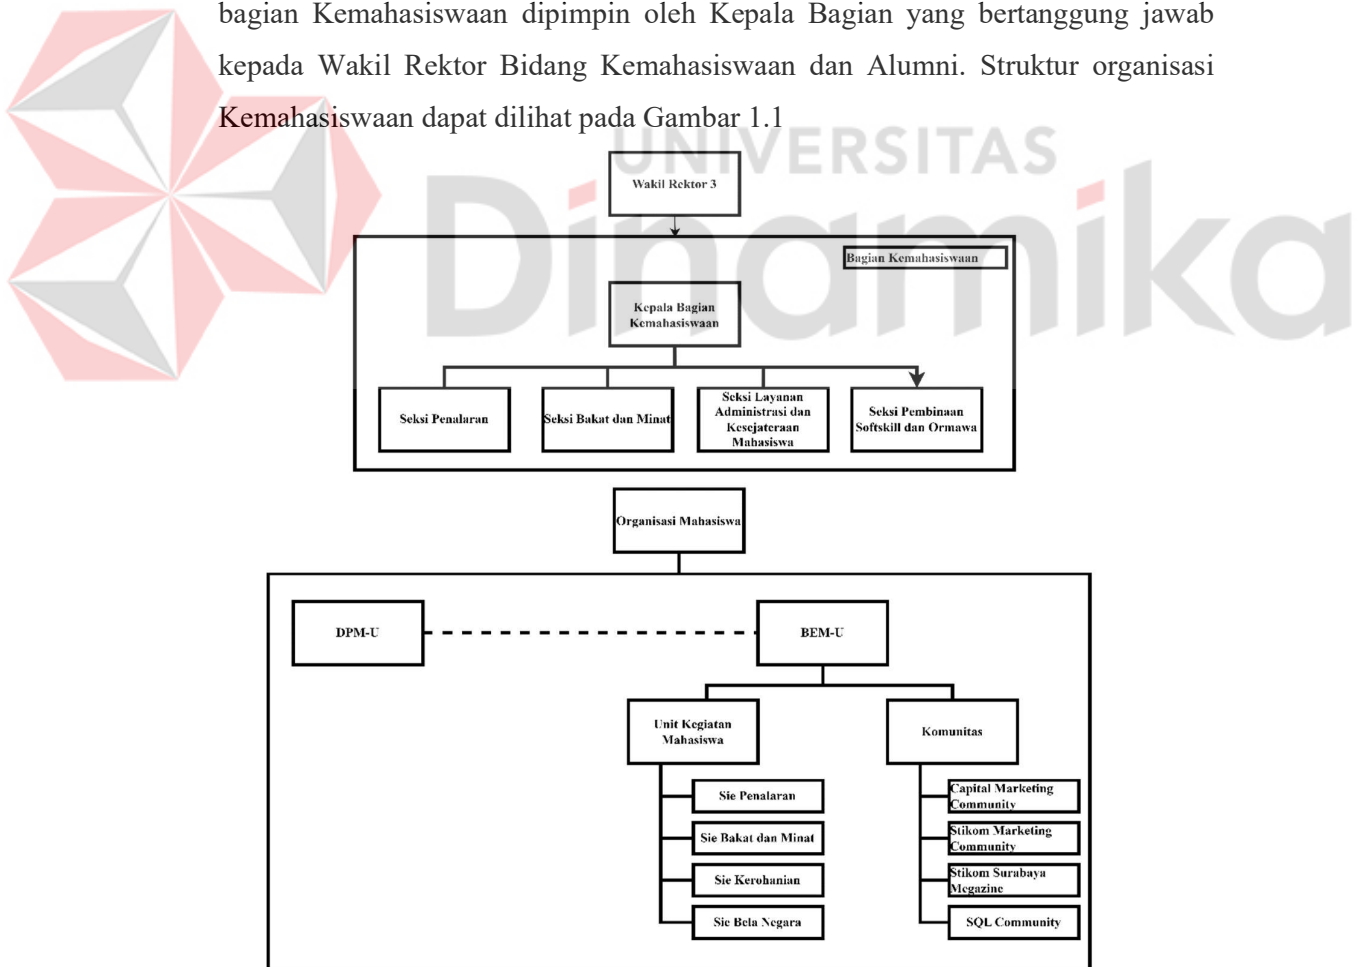 bagian Kemahasiswaan dipimpin oleh Kepala Bagian yang bertanggung jawab
kepada Wakil Rektor Bidang Kemahasiswaan dan Alumni. Struktur organisasi
Kemahasiswaan dapat dilihat pada Gambar 1.1
UNIVERSITAS
Dinamika
Wakil Rektor 3
Bagian Kemahasiswaan
Kepala Bagian
Kemahasiswaan
Seksi Penalaran
Seksi Bakat dan Minat
Seksi Layanan
Administrasi dan
Kesejateraan
Mahasiswa
Seksi Pembinaan
Softskill dan Ormawa
Organisasi Mahasiswa
DPM-U
BEM-U
Unit Kegiatan
Mahasiswa
Komunitas
Sie Penalaran
Sie Bakat dan Minat
Sie Kerohanian
Sie Bela Negara
Capital Marketing
Community
Stikom Marketing
Community
Stikom Surabaya
Megazine
SQL Community